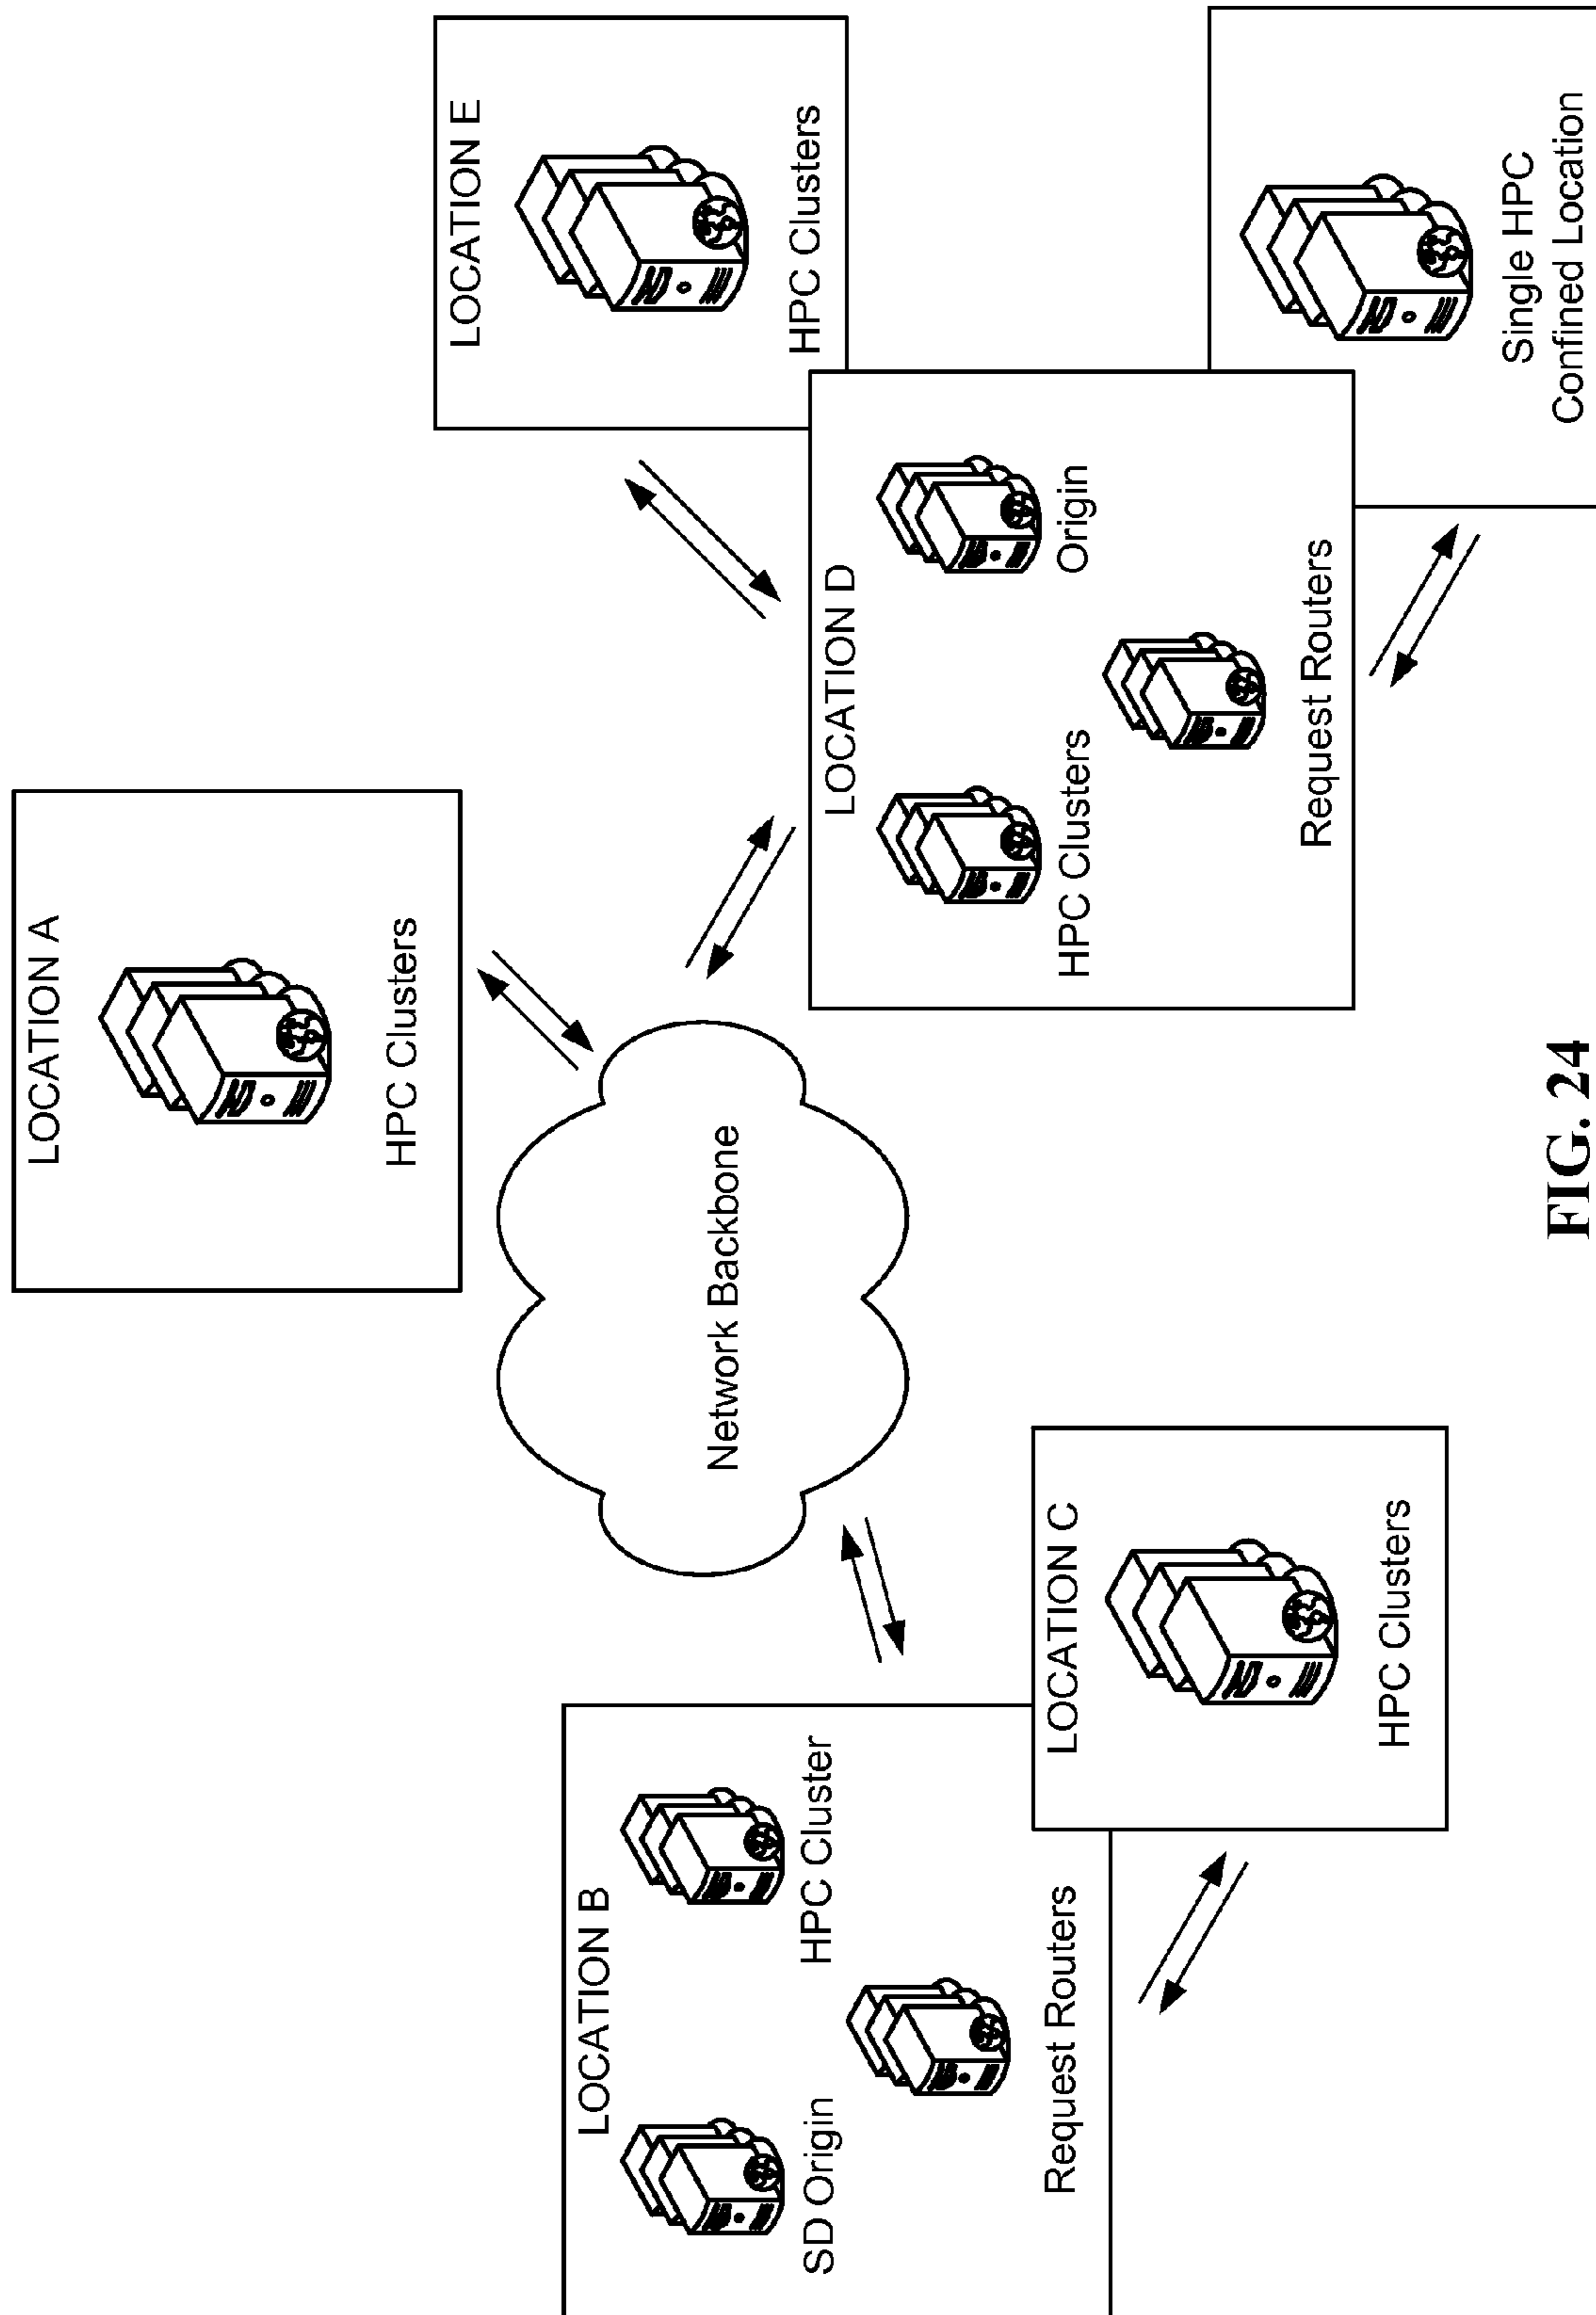 LOCATION A
HPC Clusters
LOCATION B
SD Origin
HPC Cluster
Request Routers
Network Backbone
LOCATION E
HPC Clusters
LOCATION C
HPC Clusters
LOCATION D
HPC Clusters
Origin
Request Routers
Single HPC
Confined Location
FIG. 24